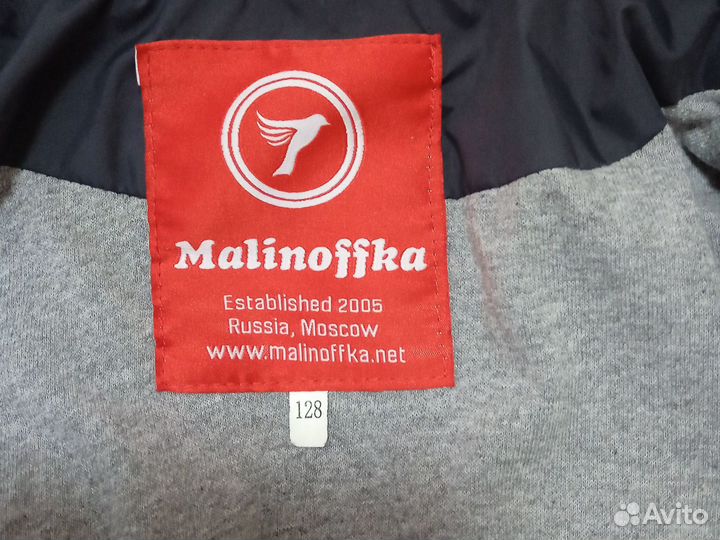 Malinoffka
Established 2005
Russia, Moscow
www.malinoffka.net
128
Avito